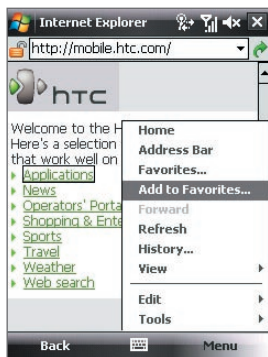 Internet Explorer
http://mobile.htc.com/
hTC
Welcome to the H
Here's a selection
that work well on
Applications
News
Operators' Porta
Shopping & Ente
Sports
Travel
Weather
Web search
Home
Address Bar
Favorites...
Add to Favorites...
Forward
Refresh
History...
View
Edit
Tools
Back
Menu